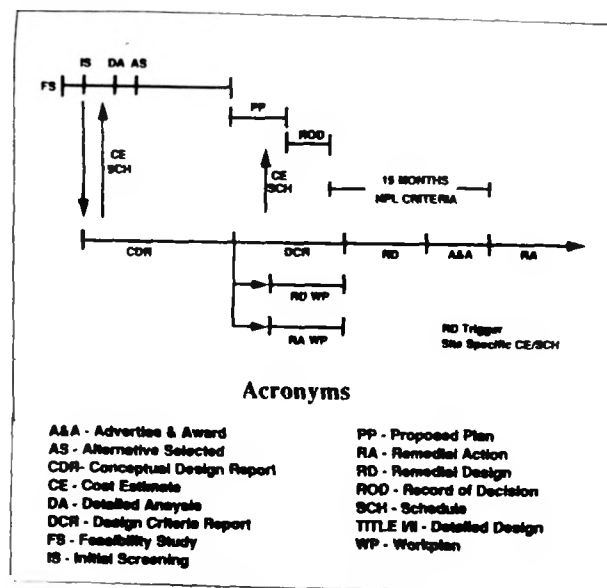 IS DA AS
FS
PP
ROD
CE
SCH
CE
SCH
15 MONTHS
NPL CRITERIA
CDR DCR RD A&A RA
RD WP
RA WP
RD Trigger
Site Specific CE/SCH
Acronyms
A&A - Advertise & Award
AS - Alternative Selected
CDR- Conceptual Design Report
CE - Cost Estimate
DA - Detailed Anaysis
DCR - Design Criteria Report
FS - Feasibility Study
IS - Initial Screening
PP - Proposed Plan
RA - Remedial Action
RD - Remedial Design
ROD - Record of Decision
SCH - Schedule
TITLE I/II - Detailed Design
WP - Workplan